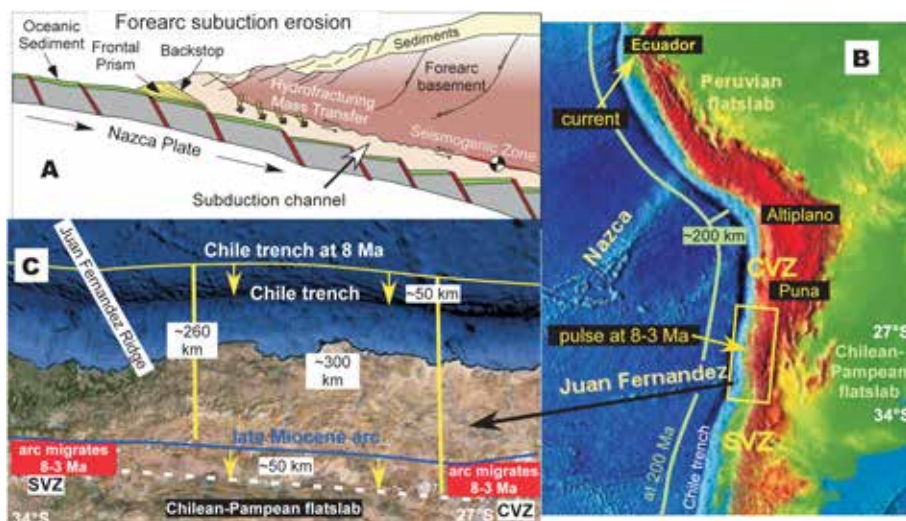 Forearc subuction erosion
Oceanic
Sediment
Frontal
Prism
Backstop
Sediments
Hydrofracturing
Mass Transfer
Forearc
basement
Seismogenic Zone
Nazca Plate
A
Subduction channel
B
Ecuador
Peruvian
flatslab
current
Altiplano
~200 km
Nazca
CVZ
Puna
27°S
pulse at 8-3 Ma
Chilean-
Pampean
flatslab
Juan Fernandez
34°S
SVZ
at 200 Ma
Chile trench
C
Juan Fernandez Ridge
Chile trench at 8 Ma
Chile trench
~50 km
~260
km
~300
km
late Miocene arc
arc migrates
8-3 Ma
~50 km
arc migrates
8-3 Ma
SVZ
34°S
Chilean-Pampean flatslab
27°S
CVZ